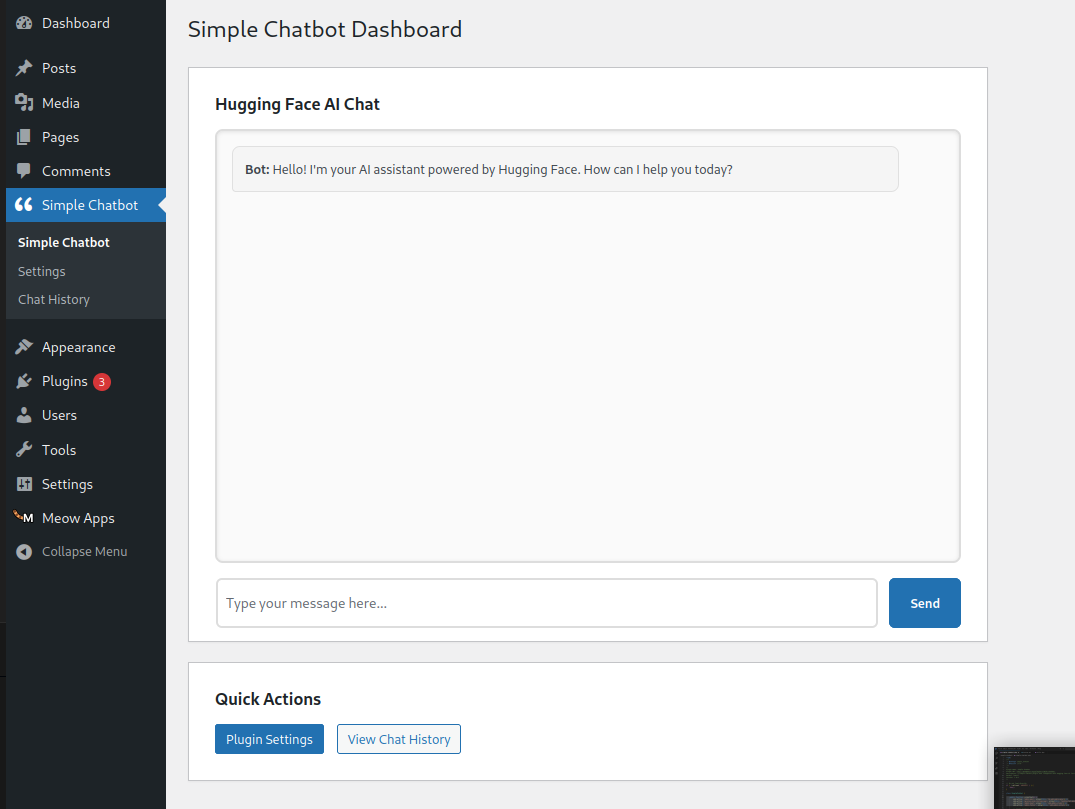 Dashboard
Posts
Media
Pages
Comments
Simple Chatbot
Simple Chatbot
Settings
Chat History
Appearance
Plugins 3
Users
Tools
Settings
M Meow Apps
Collapse Menu
Simple Chatbot Dashboard
Hugging Face AI Chat
Bot: Hello! I'm your AI assistant powered by Hugging Face. How can I help you today?
Type your message here...
Send
Quick Actions
Plugin Settings
View Chat History